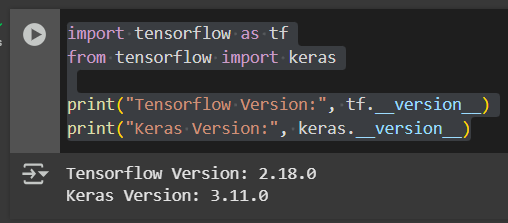 import tensorflow as tf
from tensorflow import keras
print("Tensorflow Version:", tf.__version__)
print("Keras Version:", keras.__version__)
Tensorflow Version: 2.18.0
Keras Version: 3.11.0